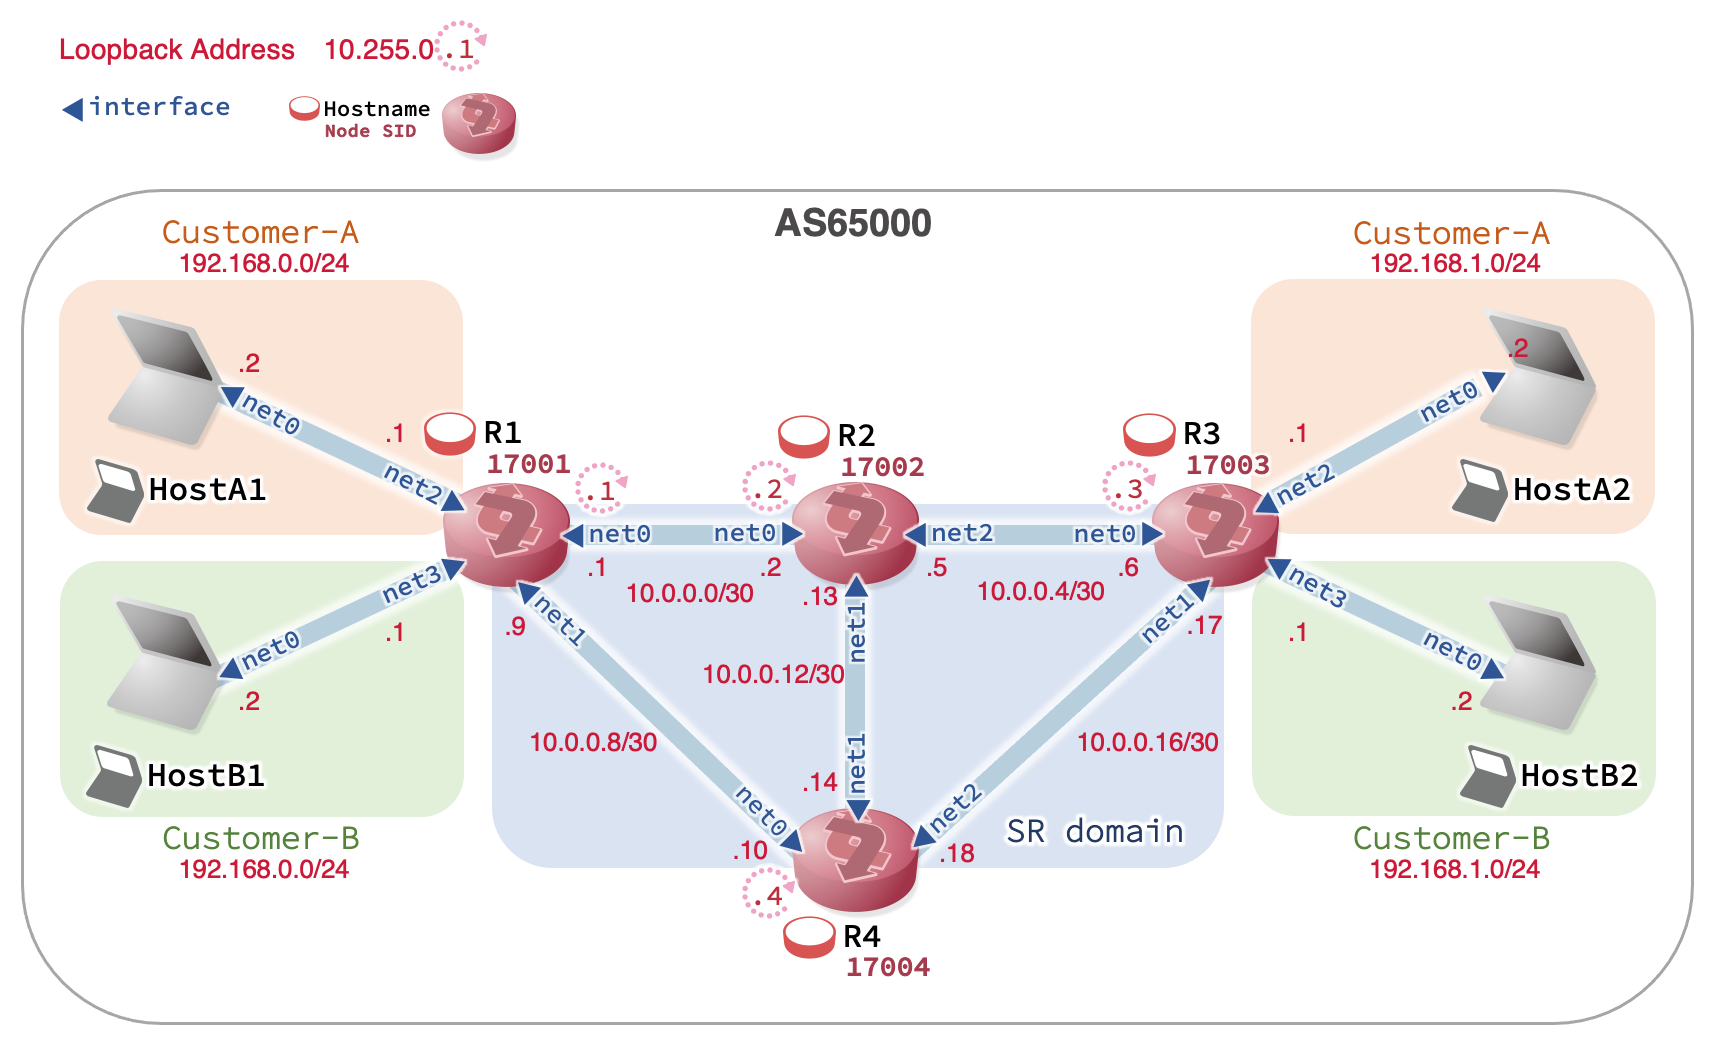 Loopback Address 10.255.0 .1
interface
Hostname
Node SID
AS65000
Customer-A
192.168.0.0/24
Customer-A
192.168.1.0/24
.2
net0
.1
net2
HostA1
R1
17001
.1
R2
17002
.2
R3
17003
.3
.2
net0
.1
net2
HostA2
net0
.1
10.0.0.0/30
net0
.2
net2
.5
10.0.0.4/30
net0
.6
net3
.1
net0
.2
HostB1
Customer-B
192.168.0.0/24
.9
net1
10.0.0.8/30
net0
.10
.13
net1
10.0.0.12/30
net1
.14
net1
.17
10.0.0.16/30
net2
.18
SR domain
net3
.1
net0
.2
HostB2
Customer-B
192.168.1.0/24
.4
R4
17004